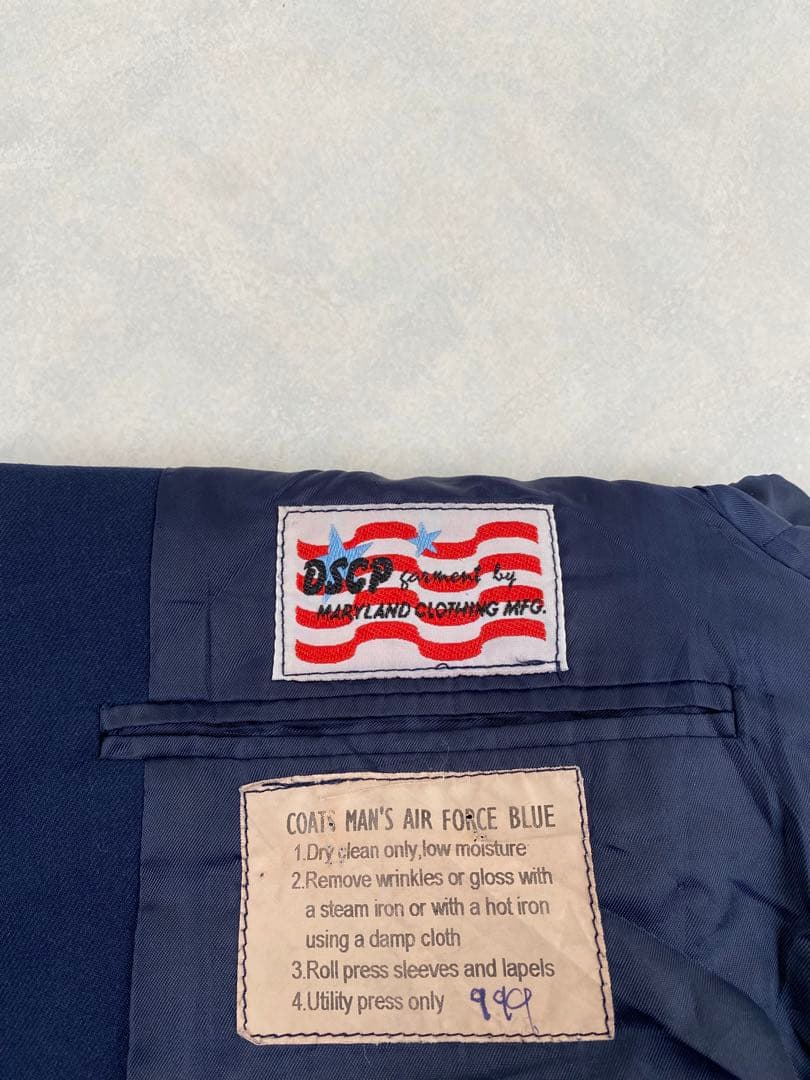 DSCP garment by
MARYLAND CLOTHING MFG.
COATS MAN'S AIR FORCE BLUE
1.Dry clean only,low moisture
2.Remove wrinkles or gloss with
a steam iron or with a hot iron
using a damp cloth
3.Roll press sleeves and lapels
4.Utility press only